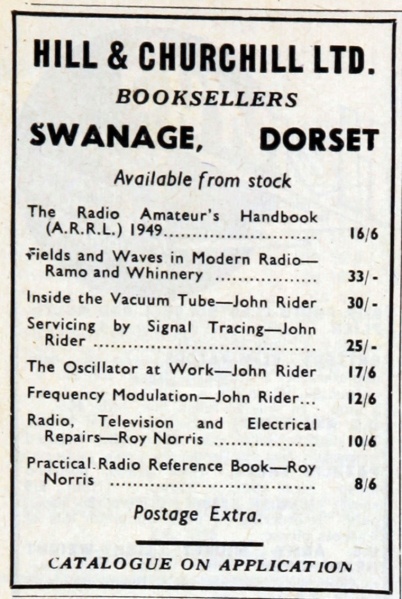 HILL & CHURCHILL LTD.
BOOKSELLERS
SWANAGE, DORSET
Available from stock
The Radio Amateur's Handbook
(A.R.R.L.) 1949............................ 16/6
Fields and Waves in Modern Radio—
Ramo and Whinnery .................... 33/-
Inside the Vacuum Tube—John Rider 30/-
Servicing by Signal Tracing—John
Rider ........................................ 25/-
The Oscillator at Work—John Rider 17/6
Frequency Modulation—John Rider... 12/6
Radio, Television and Electrical
Repairs—Roy Norris .................. 10/6
Practical Radio Reference Book—Roy
Norris ..................................... 8/6
Postage Extra.
CATALOGUE ON APPLICATION